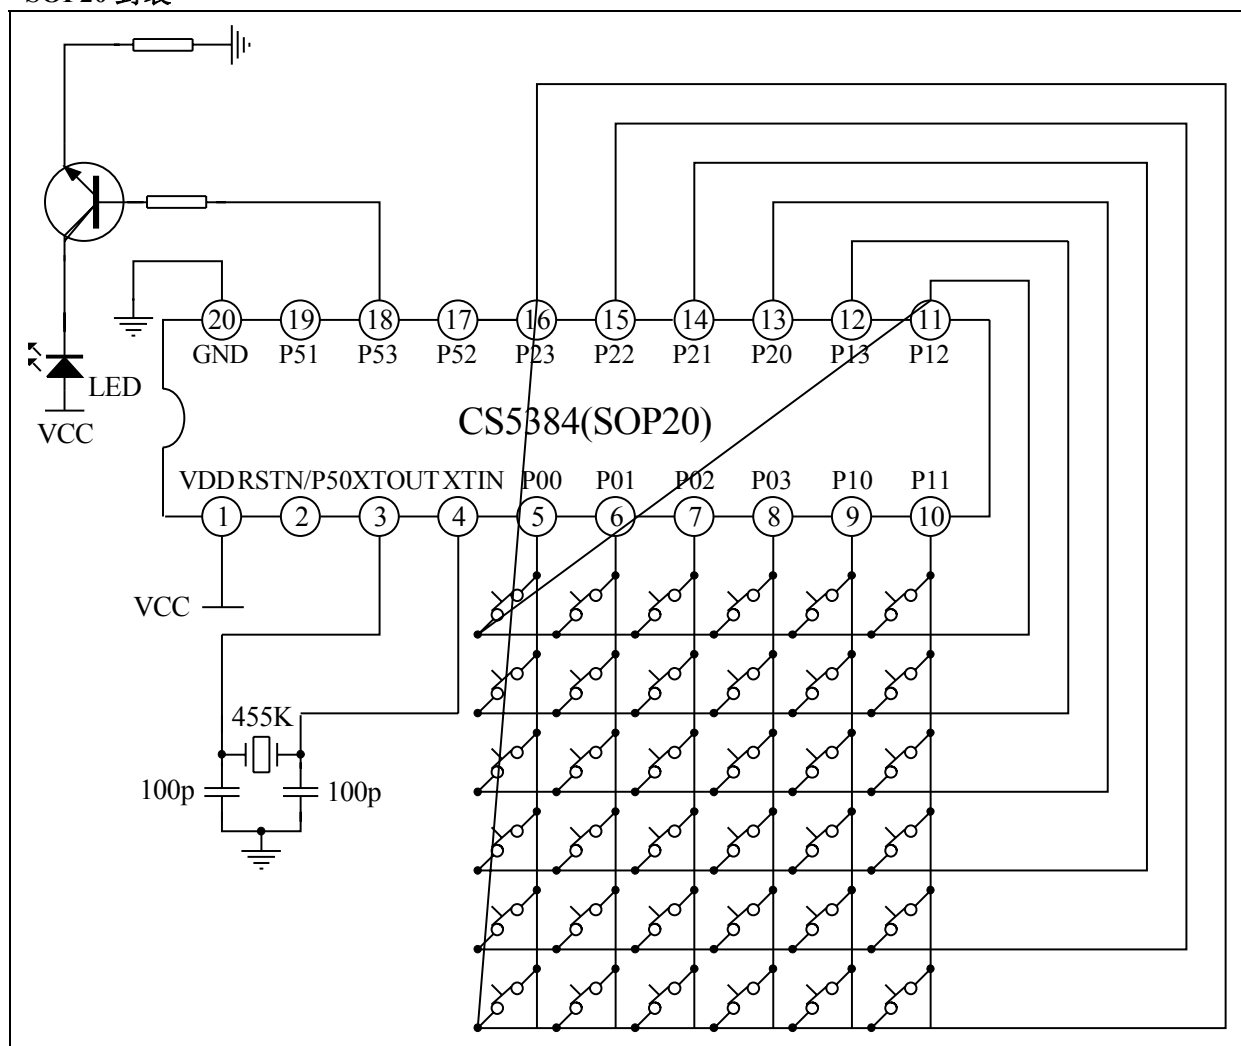 20 19 18 17 16 15 14 13 12 11
GND P51 P53 P52 P23 P22 P21 P20 P13 P12
LED
VCC
CS5384(SOP20)
VDD RSTN/P50 XTOUT XTIN P00 P01 P02 P03 P10 P11
1 2 3 4 5 6 7 8 9 10
VCC
455K
100p 100p